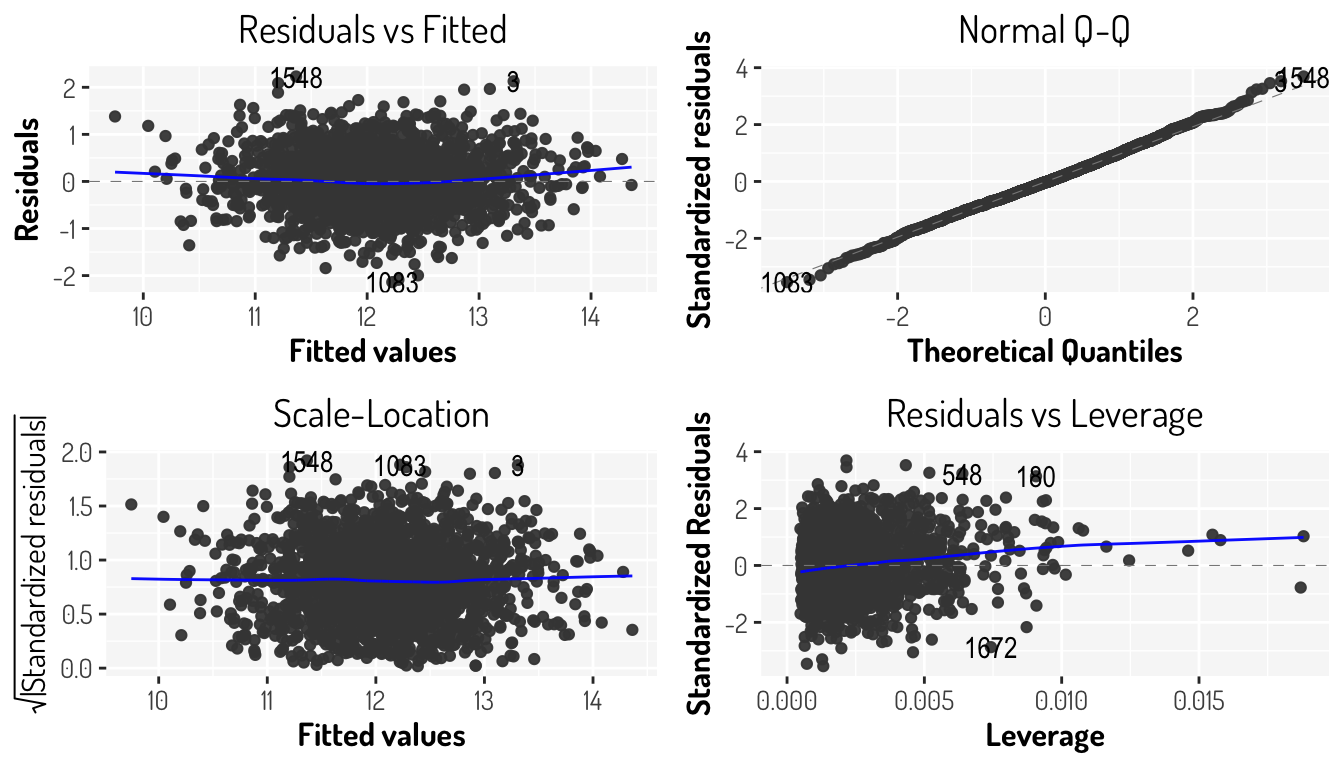 Residuals vs Fitted
Residuals
2
1
0
-1
-2
1548
3
1083
10 11 12 13 14
Fitted values
Normal Q-Q
Standardized residuals
4
2
0
-2
3 1548
1083
-2 0 2
Theoretical Quantiles
Scale-Location
√|Standardized residuals|
2.0
1.5
1.0
0.5
0.0
1548 1083 3
10 11 12 13 14
Fitted values
Residuals vs Leverage
Standardized Residuals
4
2
0
-2
548 180
1672
0.000 0.005 0.010 0.015
Leverage